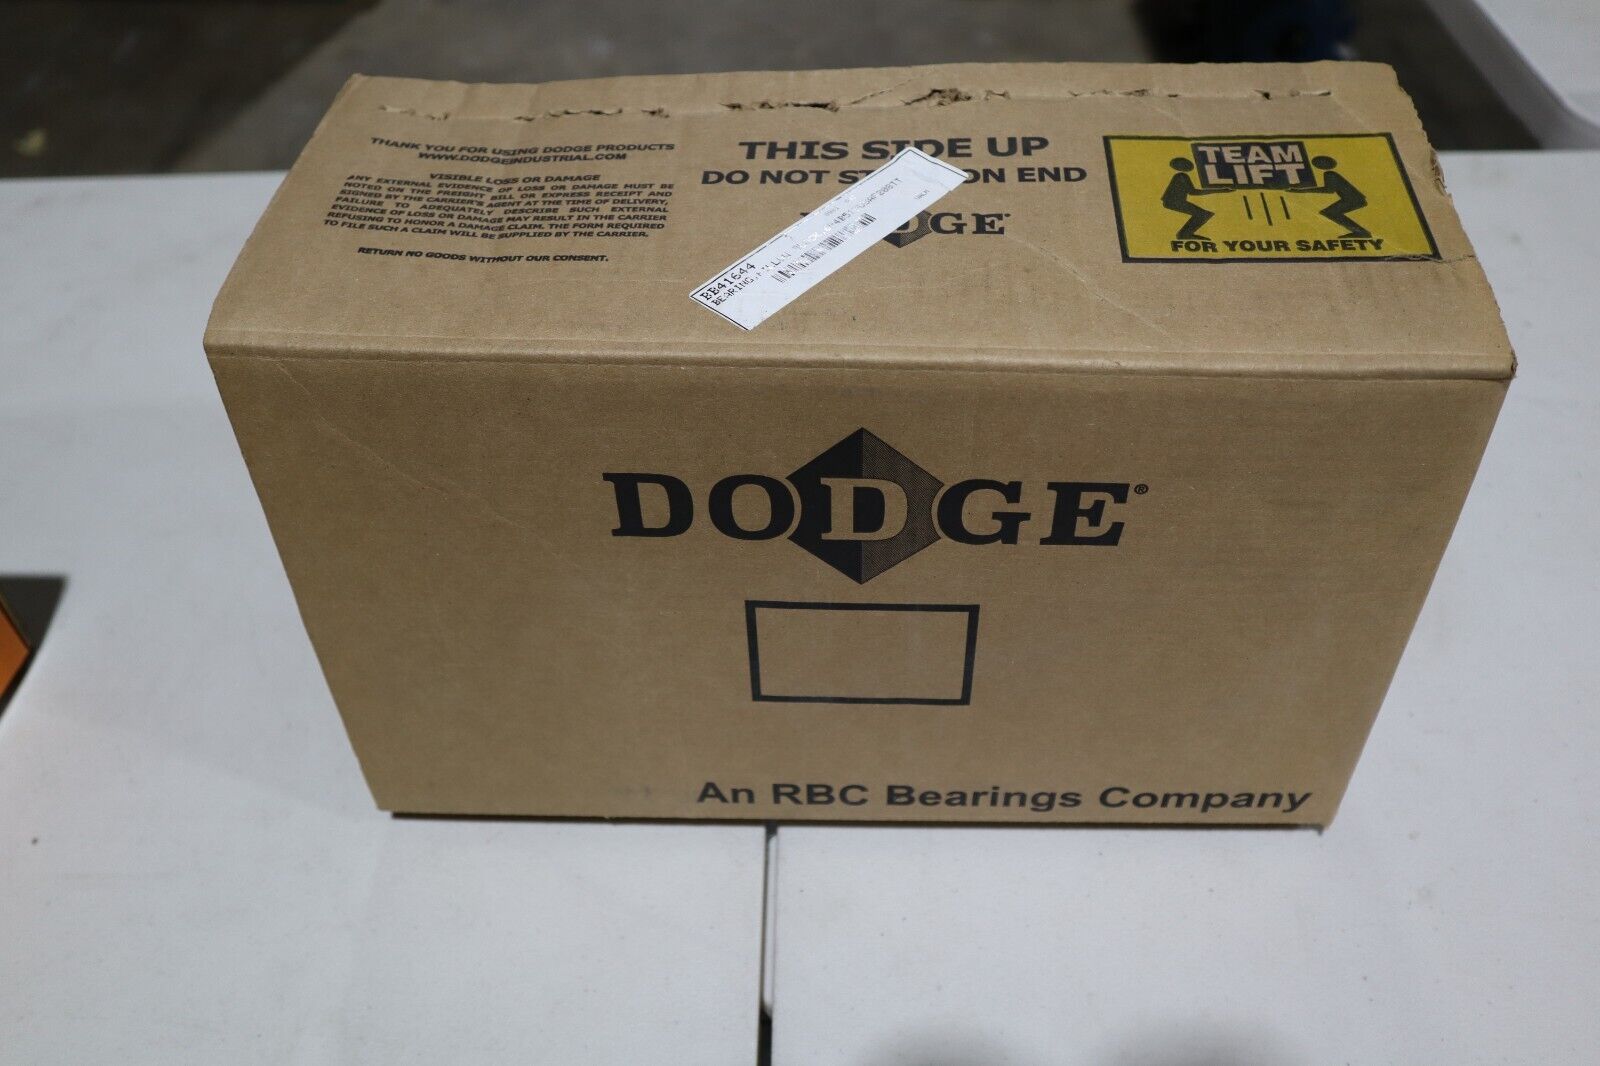 THANK YOU FOR USING DODGE PRODUCTS
WWW.DODGEINDUSTRIAL.COM
VISIBLE LOSS OR DAMAGE
ANY EXTERNAL EVIDENCE OF LOSS OR DAMAGE MUST BE
NOTED ON THE FREIGHT BILL OR EXPRESS RECEIPT AND
SIGNED BY THE CARRIER'S AGENT AT THE TIME OF DELIVERY,
FAILURE TO ADEQUATELY DESCRIBE SUCH EXTERNAL
EVIDENCE OF LOSS OR DAMAGE MAY RESULT IN THE CARRIER
REFUSING TO HONOR A DAMAGE CLAIM. THE FORM REQUIRED
TO FILE SUCH A CLAIM WILL BE SUPPLIED BY THE CARRIER.
RETURN NO GOODS WITHOUT OUR CONSENT.
THIS SIDE UP
DO NOT ON END
DGE
BB41644
BEARING,
TEAM
LIFT
FOR YOUR SAFETY
DODGE®
An RBC Bearings Company